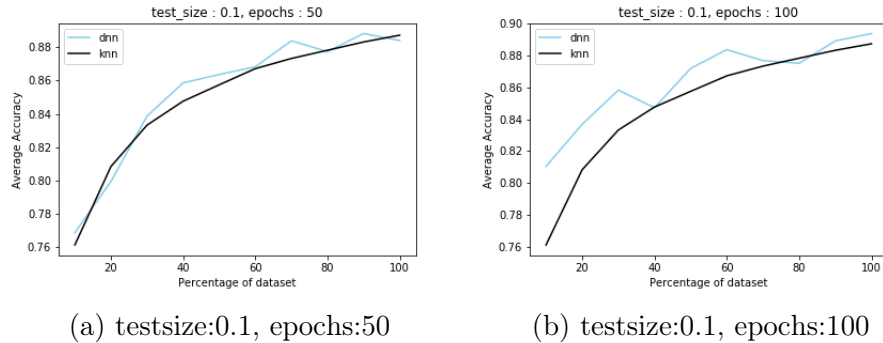 test_size : 0.1, epochs : 50
dnn
knn
0.88
0.86
0.84
0.82
0.80
0.78
0.76
Average Accuracy
20
40
60
80
100
Percentage of dataset
(a) testsize:0.1, epochs:50
test_size : 0.1, epochs : 100
dnn
knn
0.90
0.88
0.86
0.84
0.82
0.80
0.78
0.76
Average Accuracy
20
40
60
80
100
Percentage of dataset
(b) testsize:0.1, epochs:100